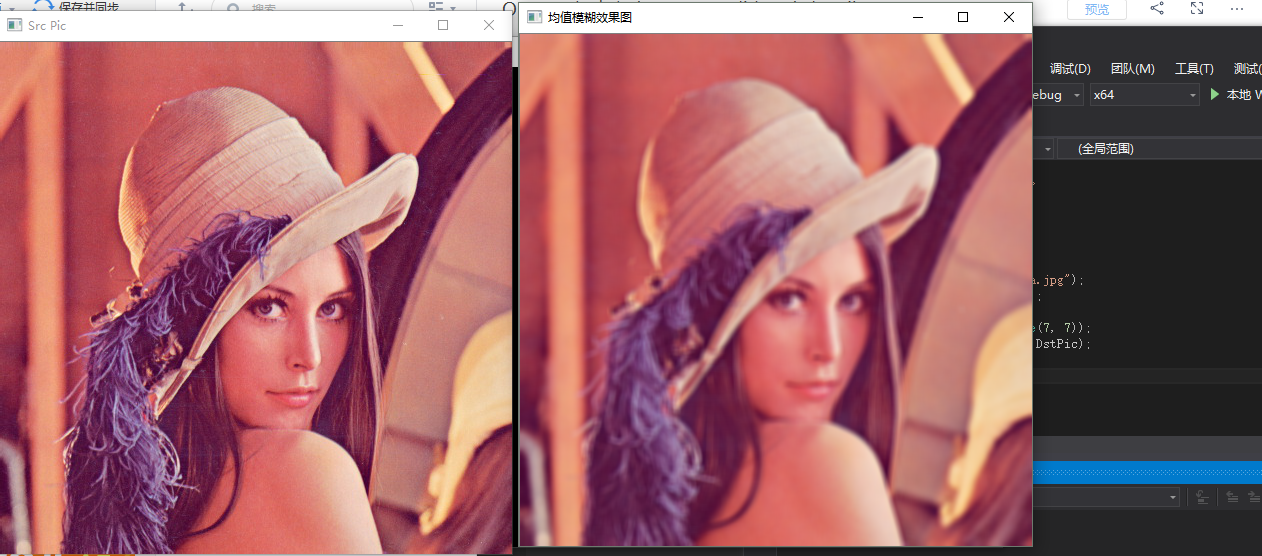 保存并同步
搜索
预览
Src Pic
均值模糊效果图
调试(D) 团队(M) 工具(T) 测试(
ebug x64 本地 W
(全局范围)
a.jpg");
;
(7, 7));
DstPic);